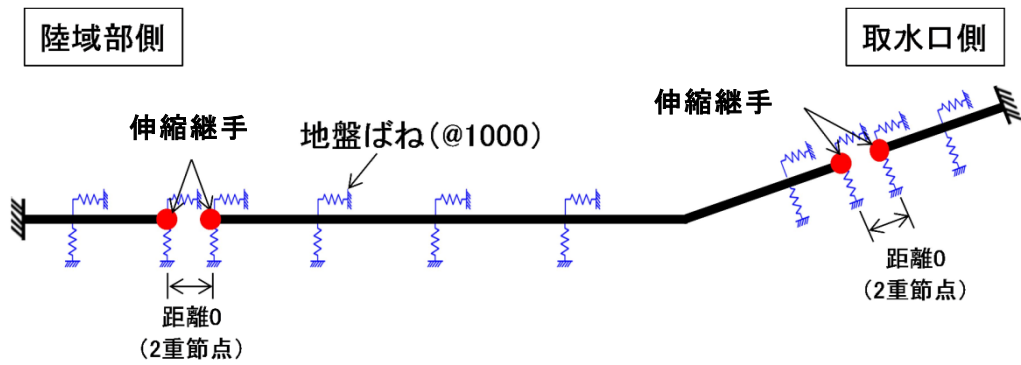 陸域部側
取水口側
伸縮継手
地盤ばね(@1000)
伸縮継手
距離0
(2重節点)
距離0
(2重節点)